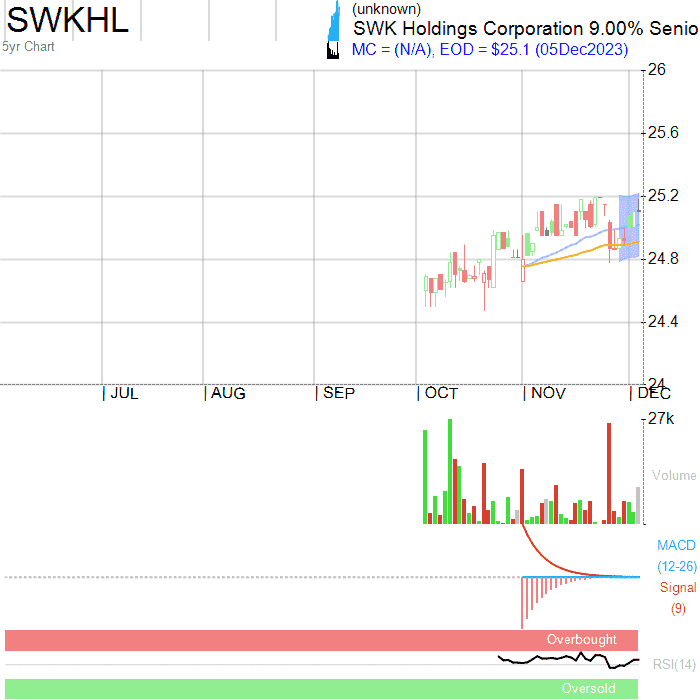 SWKHL
5yr Chart
(unknown)
SWK Holdings Corporation 9.00% Senio
MC = (N/A), EOD = $25.1 (05Dec2023)
26
25.6
25.2
24.8
24.4
24
JUL AUG SEP OCT NOV DEC
27k
Volume
MACD
(12-26)
Signal
(9)
Overbought
RSI(14)
Oversold